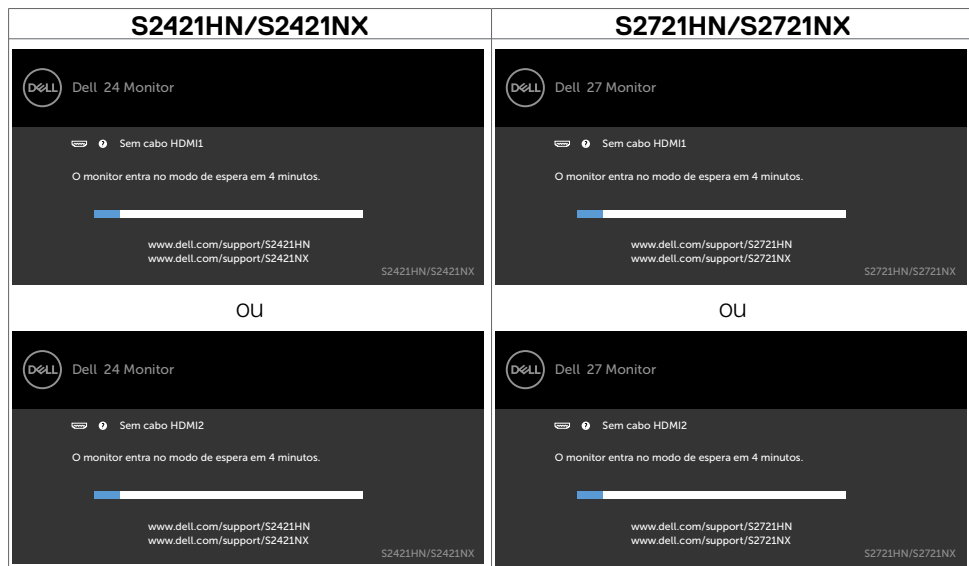 S2421HN/S2421NX
S2721HN/S2721NX
DELL
Dell 24 Monitor
Sem cabo HDMI1
O monitor entra no modo de espera em 4 minutos.
www.dell.com/support/S2421HN
www.dell.com/support/S2421NX
S2421HN/S2421NX
DELL
Dell 27 Monitor
Sem cabo HDMI1
O monitor entra no modo de espera em 4 minutos.
www.dell.com/support/S2721HN
www.dell.com/support/S2721NX
S2721HN/S2721NX
ou
ou
DELL
Dell 24 Monitor
Sem cabo HDMI2
O monitor entra no modo de espera em 4 minutos.
www.dell.com/support/S2421HN
www.dell.com/support/S2421NX
S2421HN/S2421NX
DELL
Dell 27 Monitor
Sem cabo HDMI2
O monitor entra no modo de espera em 4 minutos.
www.dell.com/support/S2721HN
www.dell.com/support/S2721NX
S2721HN/S2721NX